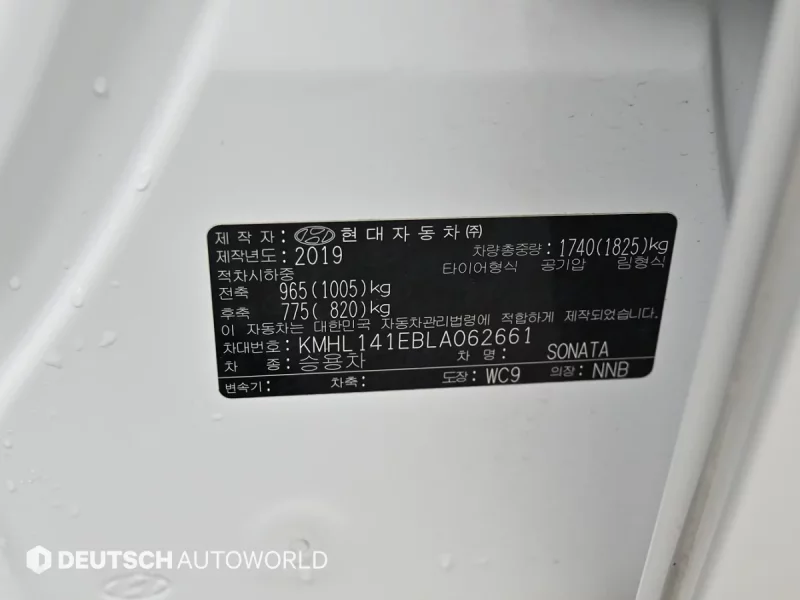 제 작 자: 현대자동차㈜
제작년도: 2019 차량총중량: 1740(1825)kg
적차시하중 타이어형식 공기압 림형식
전축 965(1005)kg
후축 775( 820)kg
이 자동차는 대한민국 자동차관리법령에 적합하게 제작되었습니다.
차대번호: KMHL141EBLA062661
차 종: 승용차 차 명: SONATA
변속기: 차축: 도장: WC9 의장: NNB
DEUTSCH AUTOWORLD